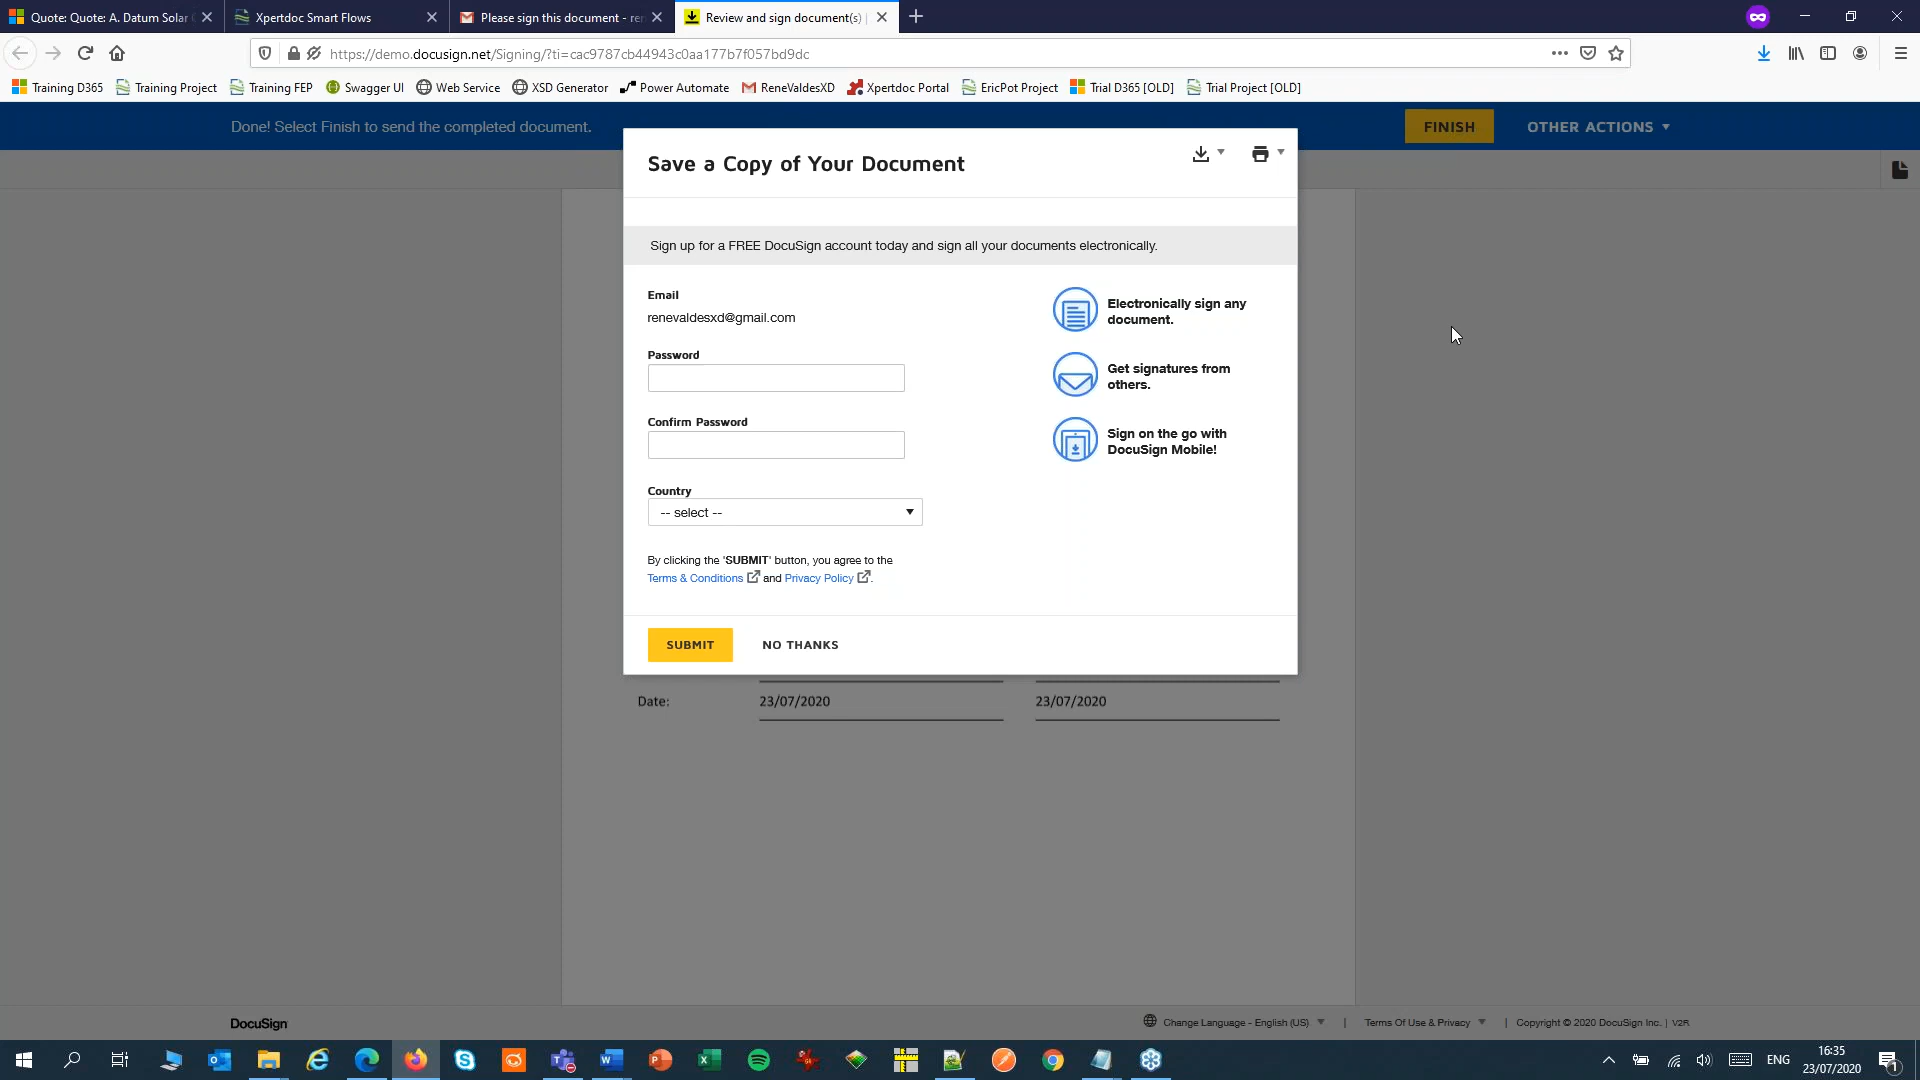 Quote: Quote: A. Datum Solar
Xpertdoc Smart Flows
Please sign this document - re
Review and sign document(s) |
https://demo.docusign.net/Signing/?ti=cac9787cb44943c0aa177b7f057bd9dc
Training D365
Training Project
Training FEP
Swagger UI
Web Service
XSD Generator
Power Automate
ReneValdesXD
Xpertdoc Portal
EricPot Project
Trial D365 [OLD]
Trial Project [OLD]
Done! Select Finish to send the completed document.
FINISH
OTHER ACTIONS
Save a Copy of Your Document
Sign up for a FREE DocuSign account today and sign all your documents electronically.
Email
renevaldesxd@gmail.com
Password
Confirm Password
Country
-- select --
By clicking the 'SUBMIT' button, you agree to the
Terms & Conditions and Privacy Policy.
Electronically sign any
document.
Get signatures from
others.
Sign on the go with
DocuSign Mobile!
SUBMIT
NO THANKS
Date: 23/07/2020 23/07/2020
DocuSign
Change Language - English (US) | Terms Of Use & Privacy | Copyright © 2020 DocuSign Inc. | V2R
ENG
16:35
23/07/2020
1